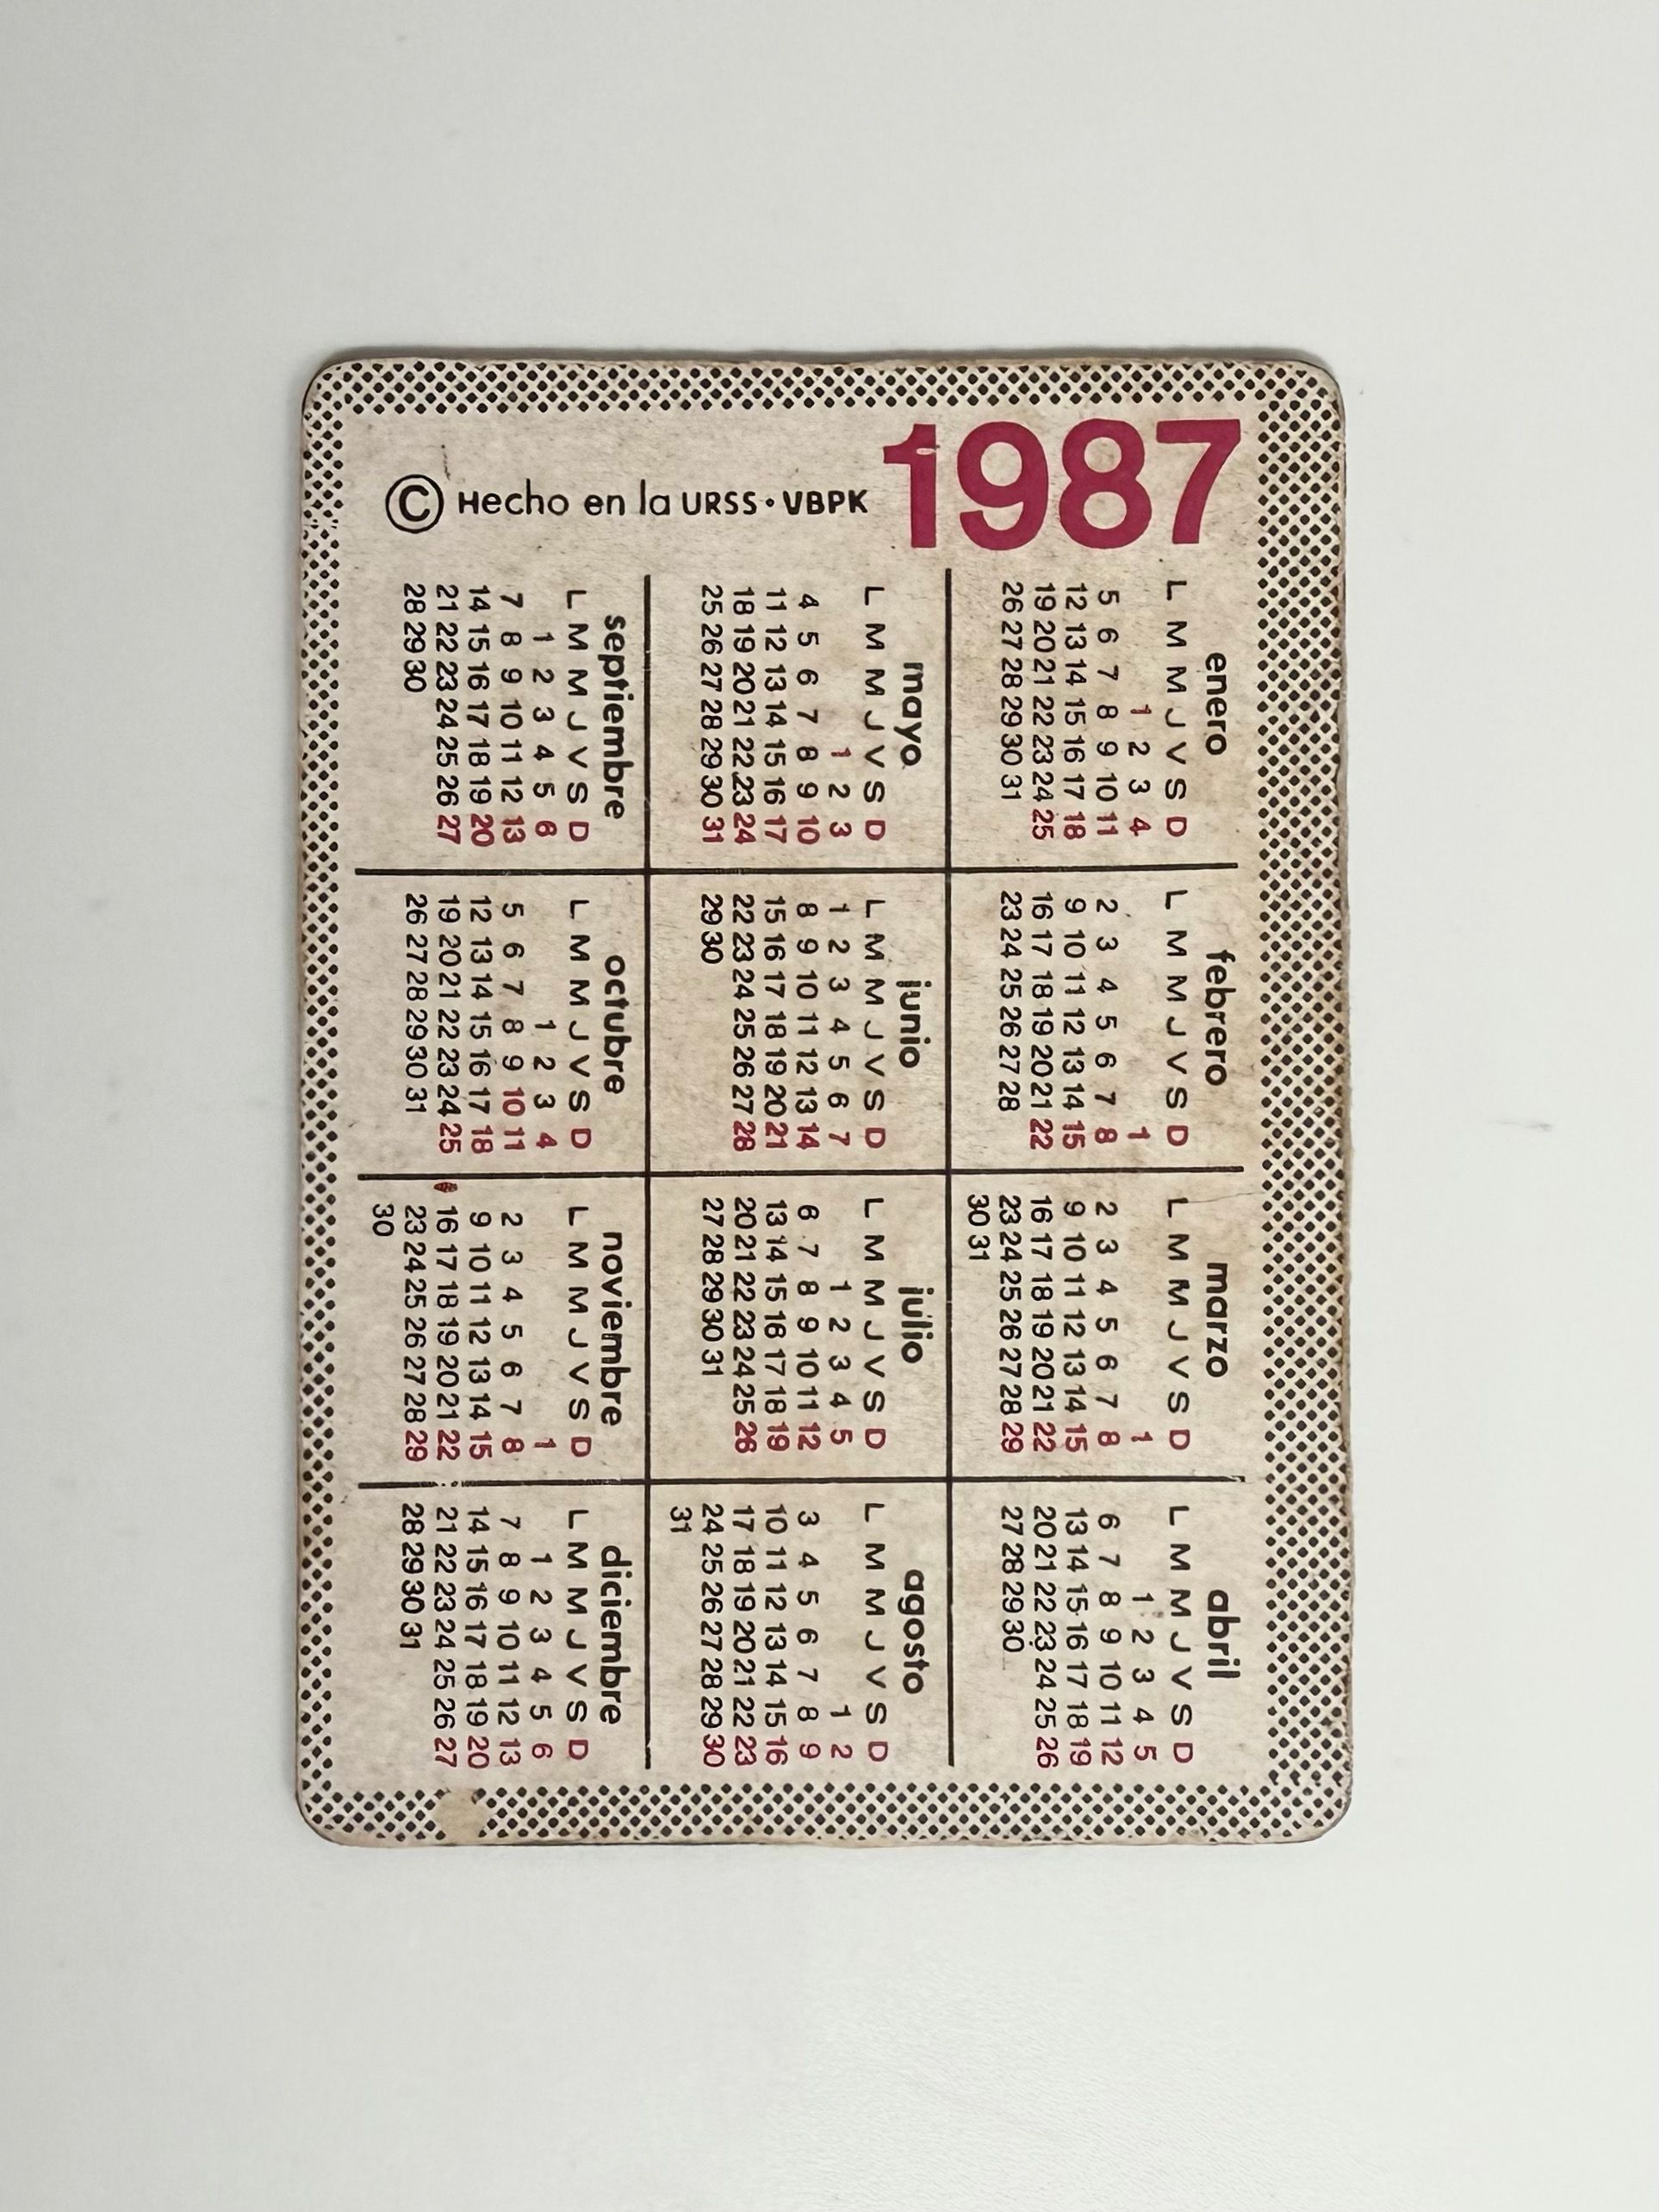 1987
© Hecho en la URSS · VBPK
enero
L M M J V S D
1 2 3 4
5 6 7 8 9 10 11
12 13 14 15 16 17 18
19 20 21 22 23 24 25
26 27 28 29 30 31
febrero
L M M J V S D
1
2 3 4 5 6 7 8
9 10 11 12 13 14 15
16 17 18 19 20 21 22
23 24 25 26 27 28
marzo
L M M J V S D
1
2 3 4 5 6 7 8
9 10 11 12 13 14 15
16 17 18 19 20 21 22
23 24 25 26 27 28 29
30 31
abril
L M M J V S D
1 2 3 4 5
6 7 8 9 10 11 12
13 14 15 16 17 18 19
20 21 22 23 24 25 26
27 28 29 30
mayo
L M M J V S D
1 2 3
4 5 6 7 8 9 10
11 12 13 14 15 16 17
18 19 20 21 22 23 24
25 26 27 28 29 30 31
junio
L M M J V S D
1 2 3 4 5 6 7
8 9 10 11 12 13 14
15 16 17 18 19 20 21
22 23 24 25 26 27 28
29 30
julio
L M M J V S D
1 2 3 4 5
6 7 8 9 10 11 12
13 14 15 16 17 18 19
20 21 22 23 24 25 26
27 28 29 30 31
agosto
L M M J V S D
1 2
3 4 5 6 7 8 9
10 11 12 13 14 15 16
17 18 19 20 21 22 23
24 25 26 27 28 29 30
31
septiembre
L M M J V S D
1 2 3 4 5 6
7 8 9 10 11 12 13
14 15 16 17 18 19 20
21 22 23 24 25 26 27
28 29 30
octubre
L M M J V S D
1 2 3 4
5 6 7 8 9 10 11
12 13 14 15 16 17 18
19 20 21 22 23 24 25
26 27 28 29 30 31
noviembre
L M M J V S D
1
2 3 4 5 6 7 8
9 10 11 12 13 14 15
16 17 18 19 20 21 22
23 24 25 26 27 28 29
30
diciembre
L M M J V S D
1 2 3 4 5 6
7 8 9 10 11 12 13
14 15 16 17 18 19 20
21 22 23 24 25 26 27
28 29 30 31